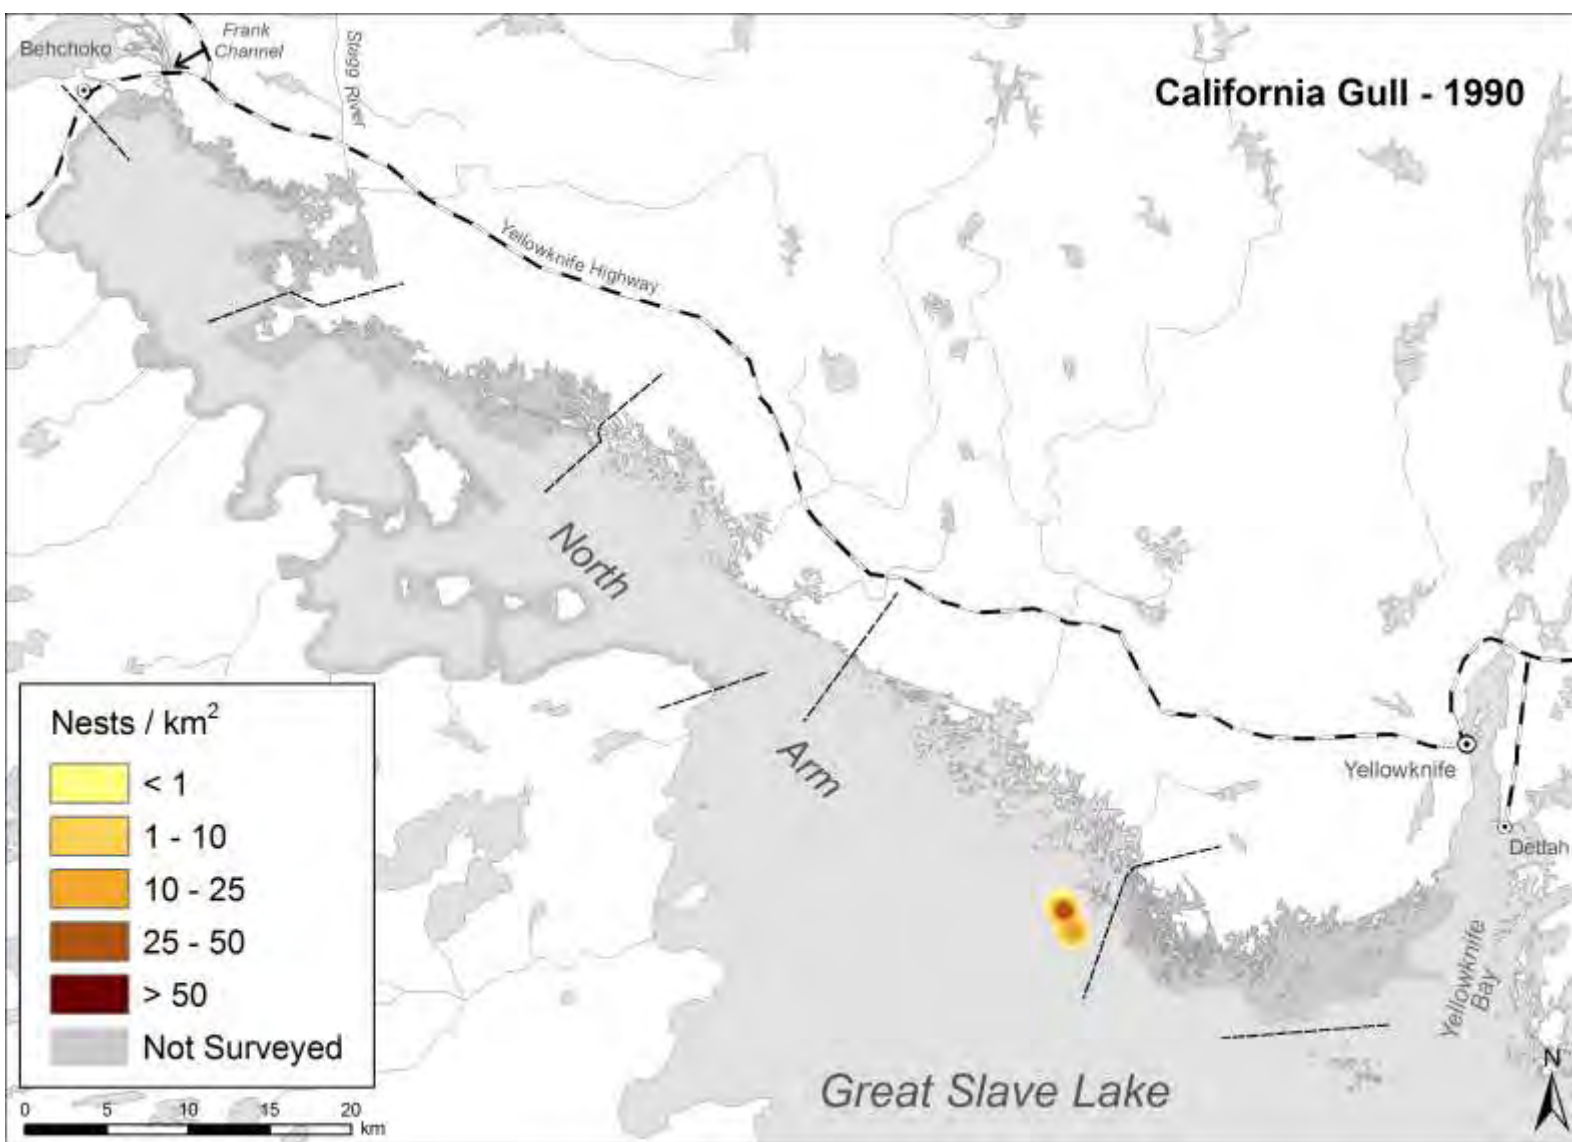 Behchoko
Frank
Channel
Stagg River
California Gull - 1990
Yellowknife Highway
North
Arm
Yellowknife
Dettah
Yellowknife
Bay
Great Slave Lake
Nests / km²
< 1
1 - 10
10 - 25
25 - 50
> 50
Not Surveyed
0 5 10 15 20
km
N